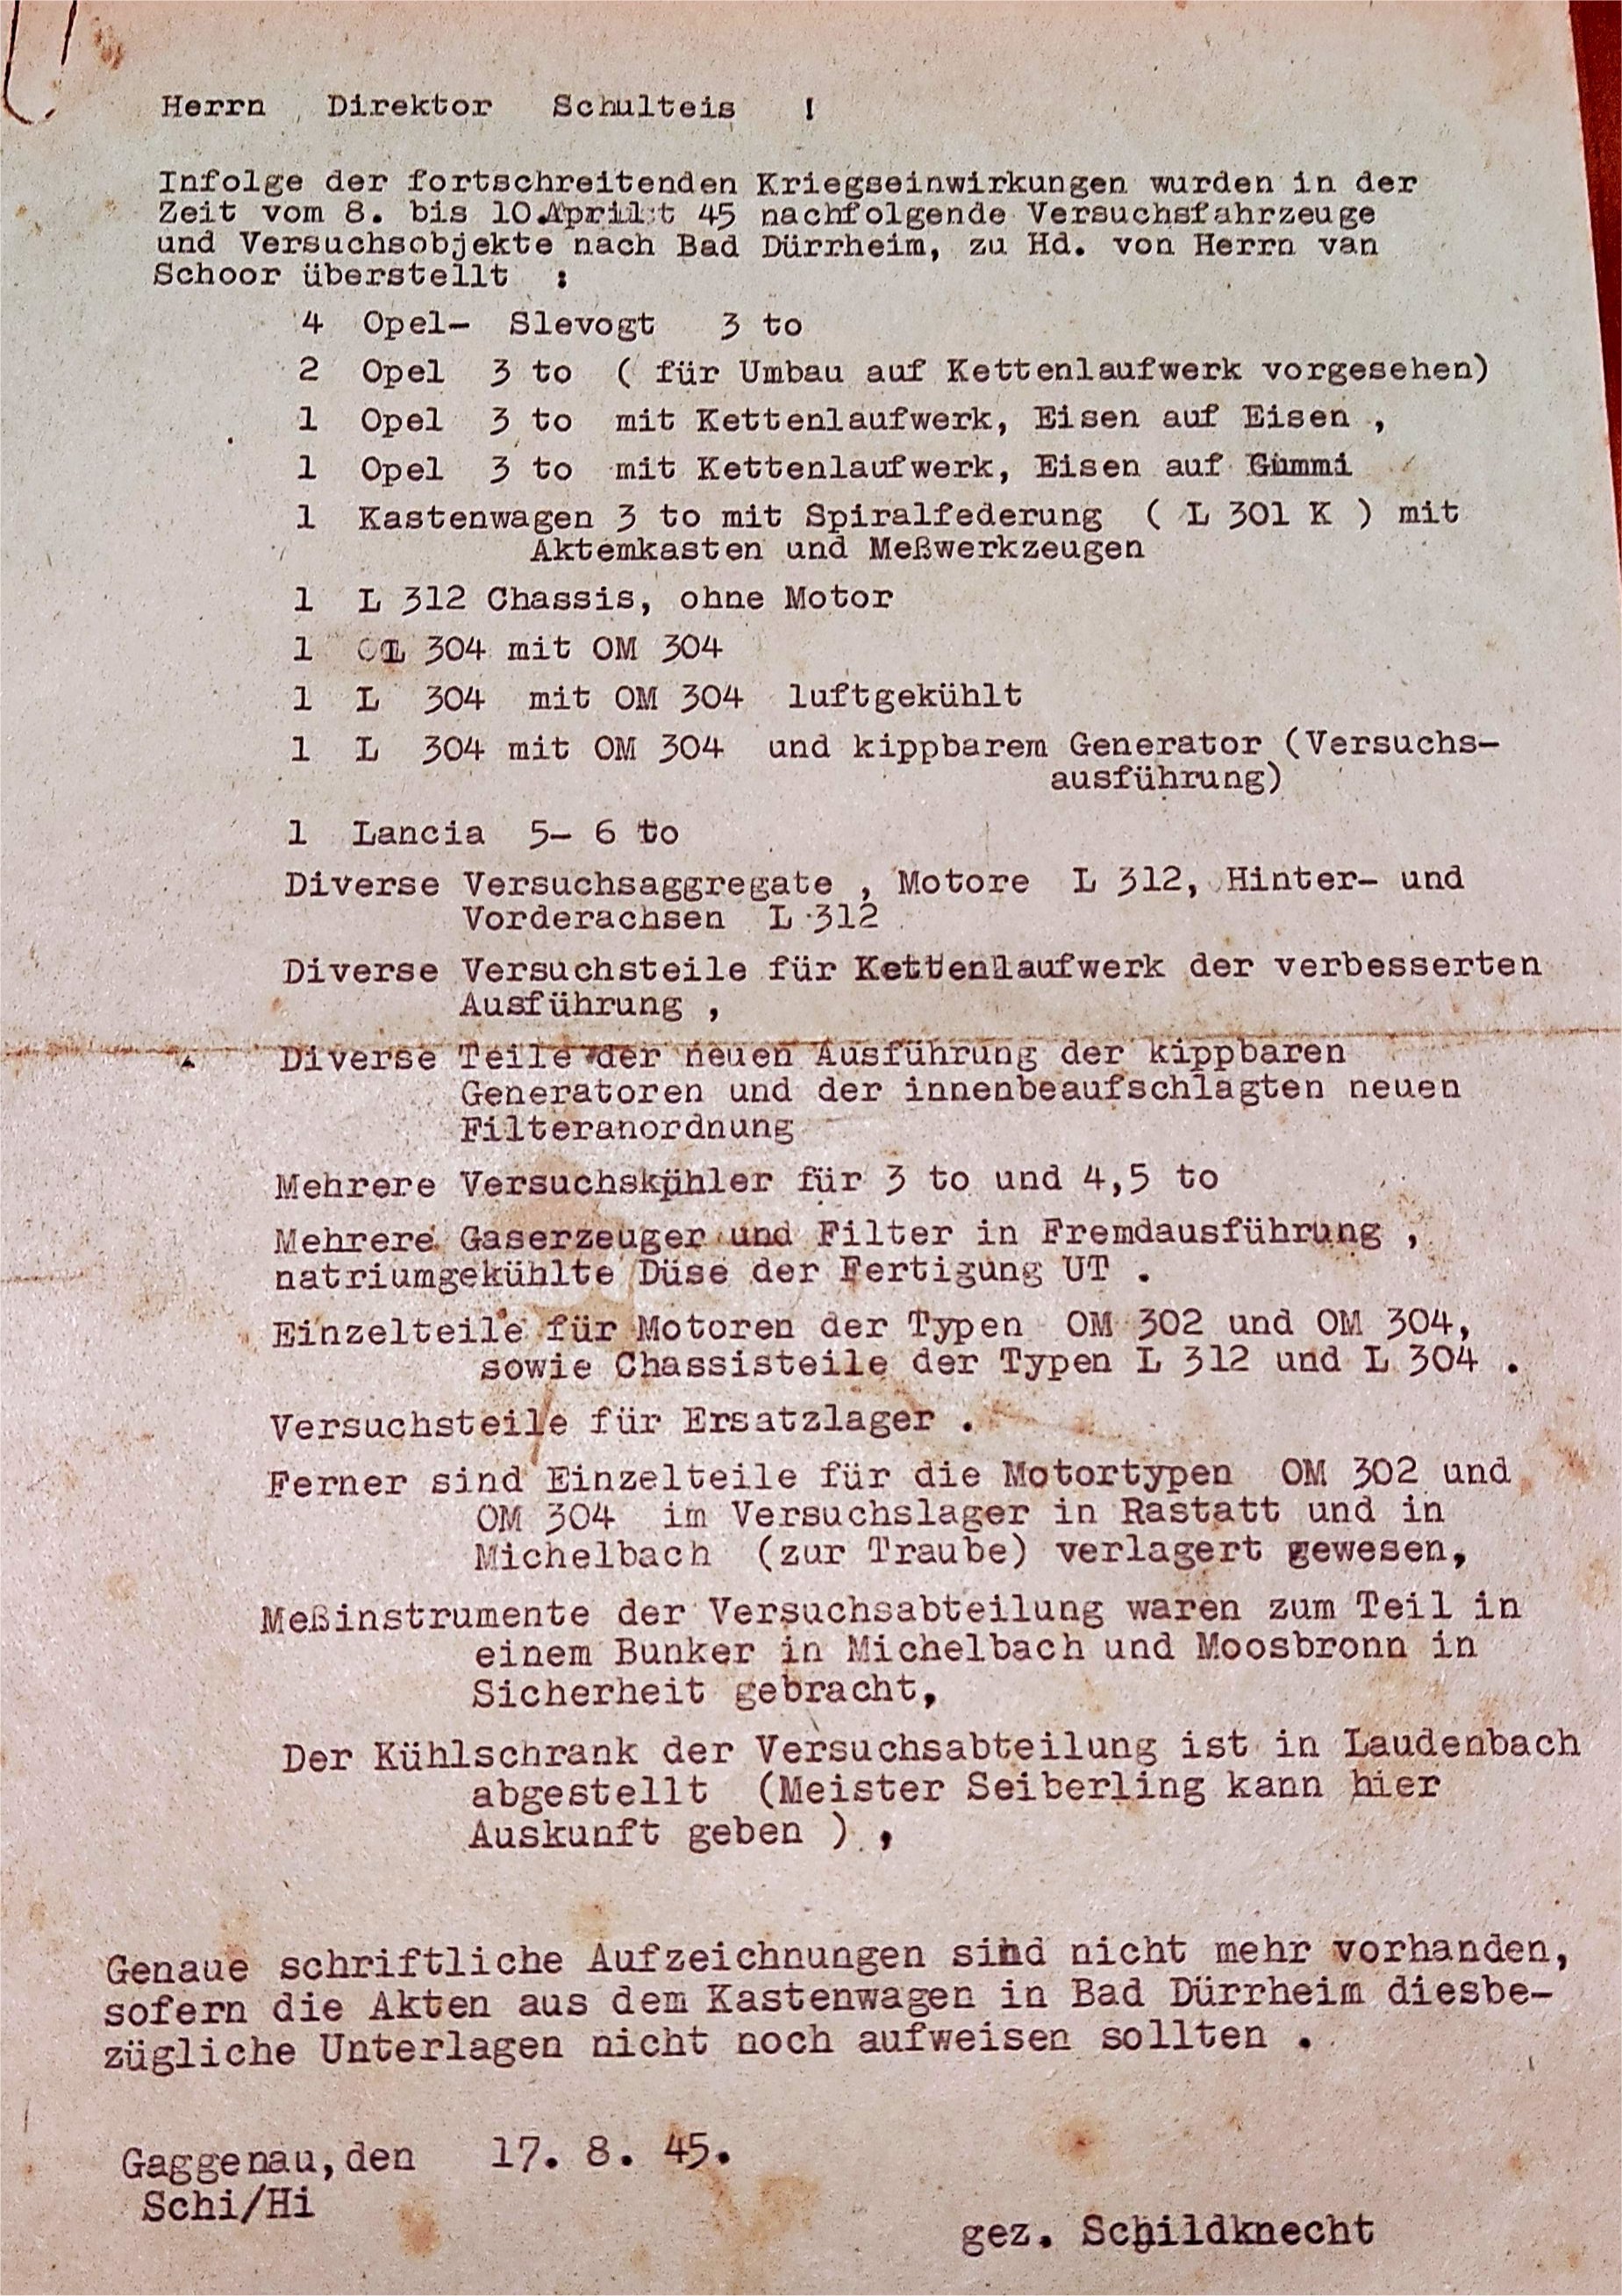 Herrn Direktor Schulteis !
Infolge der fortschreitenden Kriegseinwirkungen wurden in der
Zeit vom 8. bis 10.April 45 nachfolgende Versuchsfahrzeuge
und Versuchsobjekte nach Bad Dürrheim, zu Hd. von Herrn van
Schoor überstellt :
4 Opel- Slevogt 3 to
2 Opel 3 to ( für Umbau auf Kettenlaufwerk vorgesehen)
1 Opel 3 to mit Kettenlaufwerk, Eisen auf Eisen ,
1 Opel 3 to mit Kettenlaufwerk, Eisen auf Gummi
1 Kastenwagen 3 to mit Spiralfederung ( L 301 K ) mit
Aktemkasten und Meßwerkzeugen
1 L 312 Chassis, ohne Motor
1 L 304 mit OM 304
1 L 304 mit OM 304 luftgekühlt
1 L 304 mit OM 304 und kippbarem Generator (Versuchs-
ausführung)
1 Lancia 5- 6 to
Diverse Versuchsaggregate , Motore L 312, Hinter- und
Vorderachsen L 312
Diverse Versuchsteile für Kettenlaufwerk der verbesserten
Ausführung ,
Diverse Teile der neuen Ausführung der kippbaren
Generatoren und der innenbeaufschlagten neuen
Filteranordnung
Mehrere Versuchskühler für 3 to und 4,5 to
Mehrere Gaserzeuger und Filter in Fremdausführung ,
natriumgekühlte Düse der Fertigung UT .
Einzelteile für Motoren der Typen OM 302 und OM 304,
sowie Chassisteile der Typen L 312 und L 304 .
Versuchsteile für Ersatzlager .
Ferner sind Einzelteile für die Motortypen OM 302 und
OM 304 im Versuchslager in Rastatt und in
Michelbach (zur Traube) verlagert gewesen,
Meßinstrumente der Versuchsabteilung waren zum Teil in
einem Bunker in Michelbach und Moosbronn in
Sicherheit gebracht,
Der Kühlschrank der Versuchsabteilung ist in Laudenbach
abgestellt (Meister Seiberling kann hier
Auskunft geben ) ,
Genaue schriftliche Aufzeichnungen sind nicht mehr vorhanden,
sofern die Akten aus dem Kastenwagen in Bad Dürrheim diesbe-
zügliche Unterlagen nicht noch aufweisen sollten .
Gaggenau, den 17. 8. 45.
Schi/Hi
gez. Schildknecht